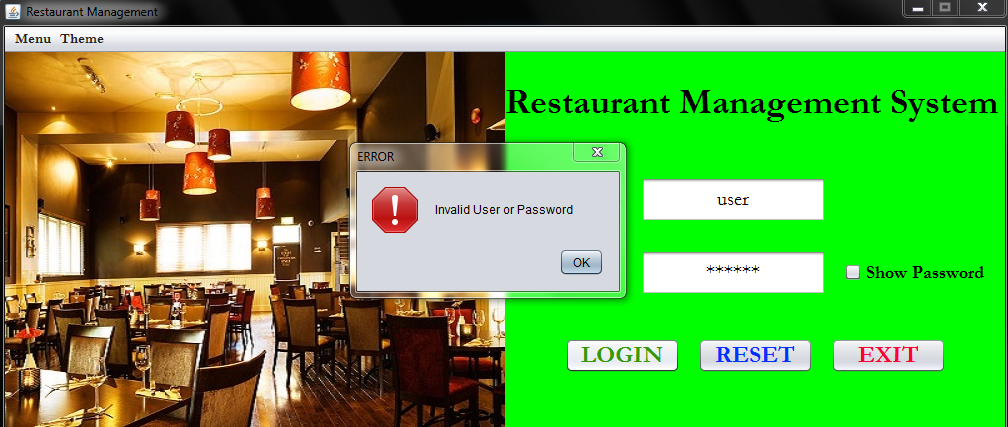 Restaurant Management
Menu Theme
Restaurant Management System
ERROR
Invalid User or Password
OK
user
******
Show Password
LOGIN RESET EXIT